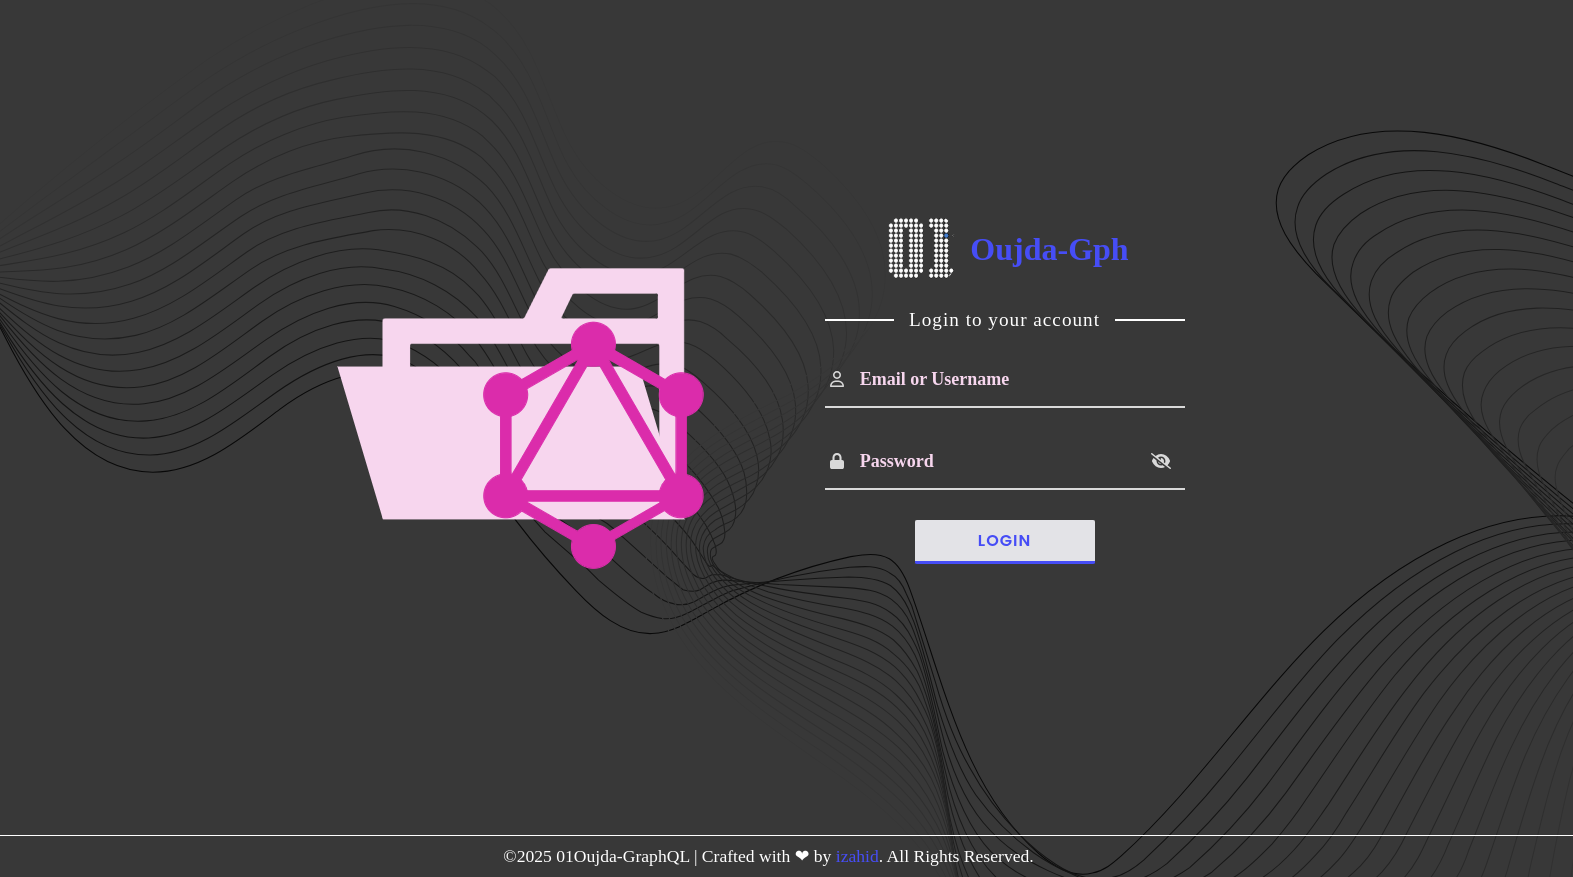 01 Oujda-Gph
Login to your account
Email or Username
Password
LOGIN
©2025 01Oujda-GraphQL | Crafted with ❤ by izahid. All Rights Reserved.